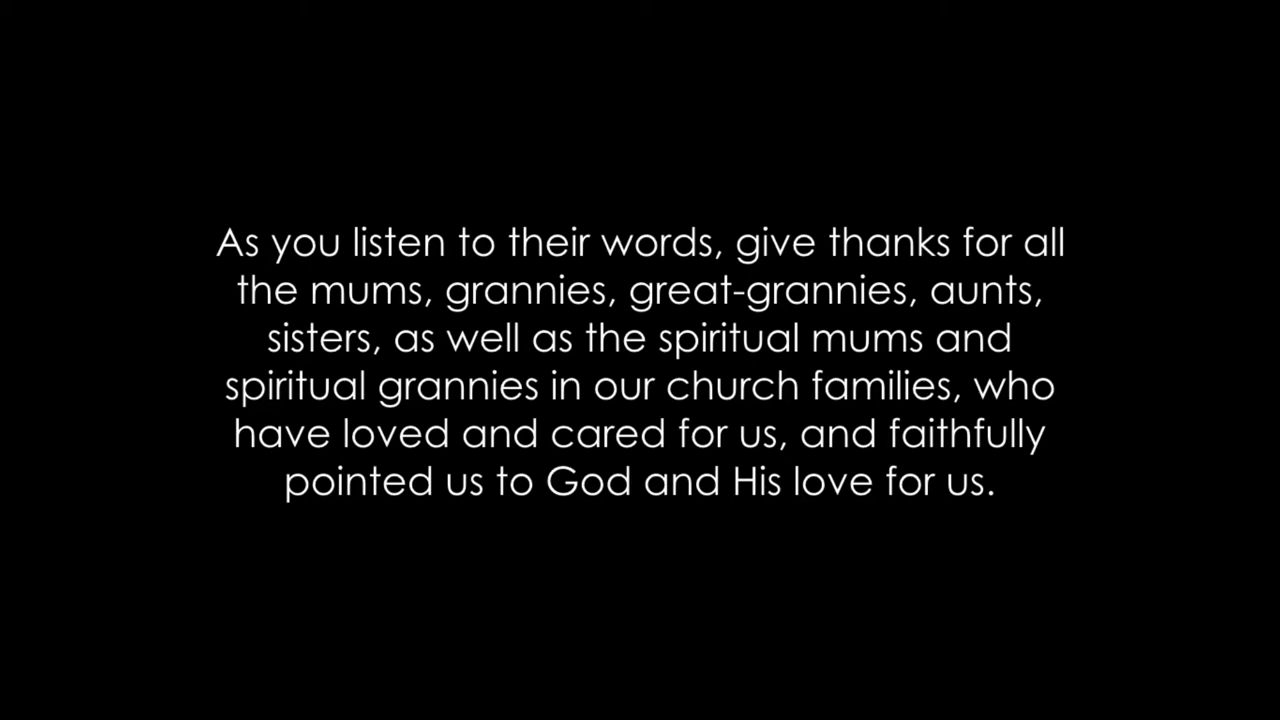 As you listen to their words, give thanks for all
the mums, grannies, great-grannies, aunts,
sisters, as well as the spiritual mums and
spiritual grannies in our church families, who
have loved and cared for us, and faithfully
pointed us to God and His love for us.